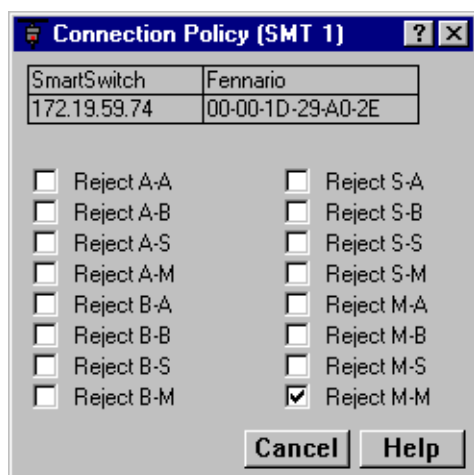 Connection Policy (SMT 1) ? ×
SmartSwitch Fennario
172.19.59.74 00-00-1D-29-A0-2E
Reject A-A Reject S-A
Reject A-B Reject S-B
Reject A-S Reject S-S
Reject A-M Reject S-M
Reject B-A Reject M-A
Reject B-B Reject M-B
Reject B-S Reject M-S
Reject B-M Reject M-M
Cancel Help